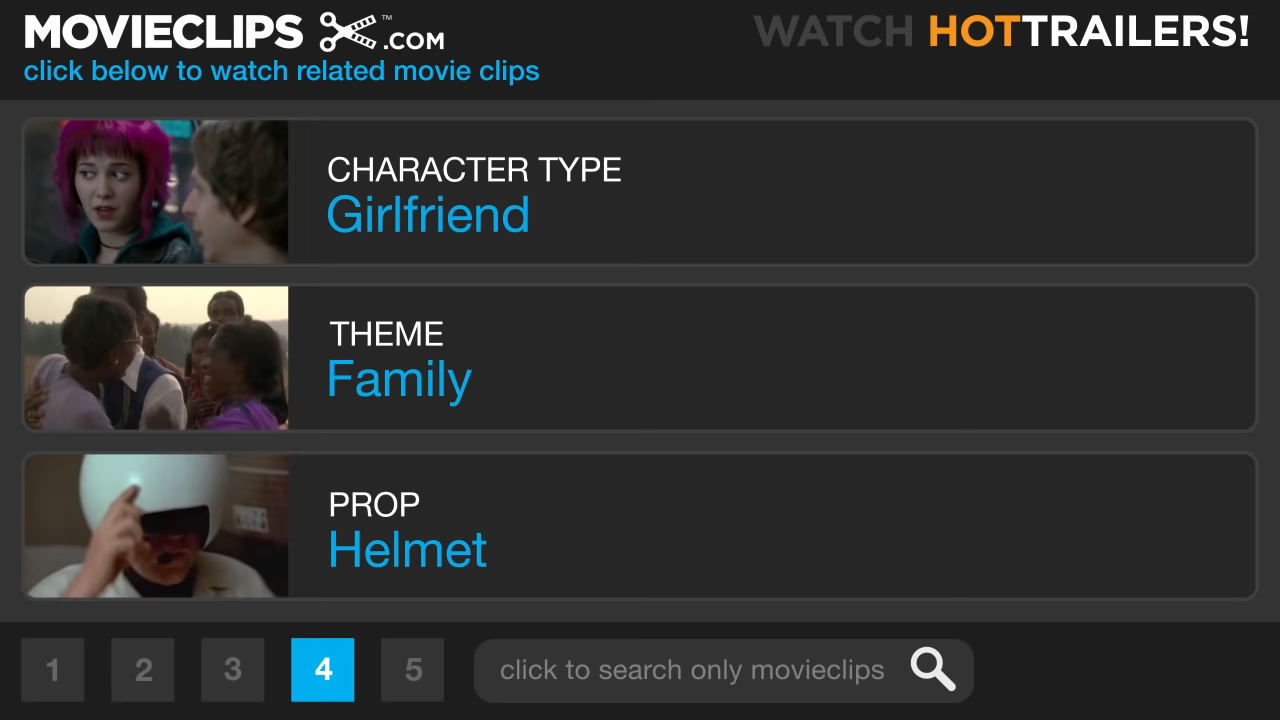 MOVIECLIPS ™ .COM
WATCH HOTTRAILERS!
click below to watch related movie clips
CHARACTER TYPE
Girlfriend
THEME
Family
PROP
Helmet
1 2 3 4 5 click to search only movieclips